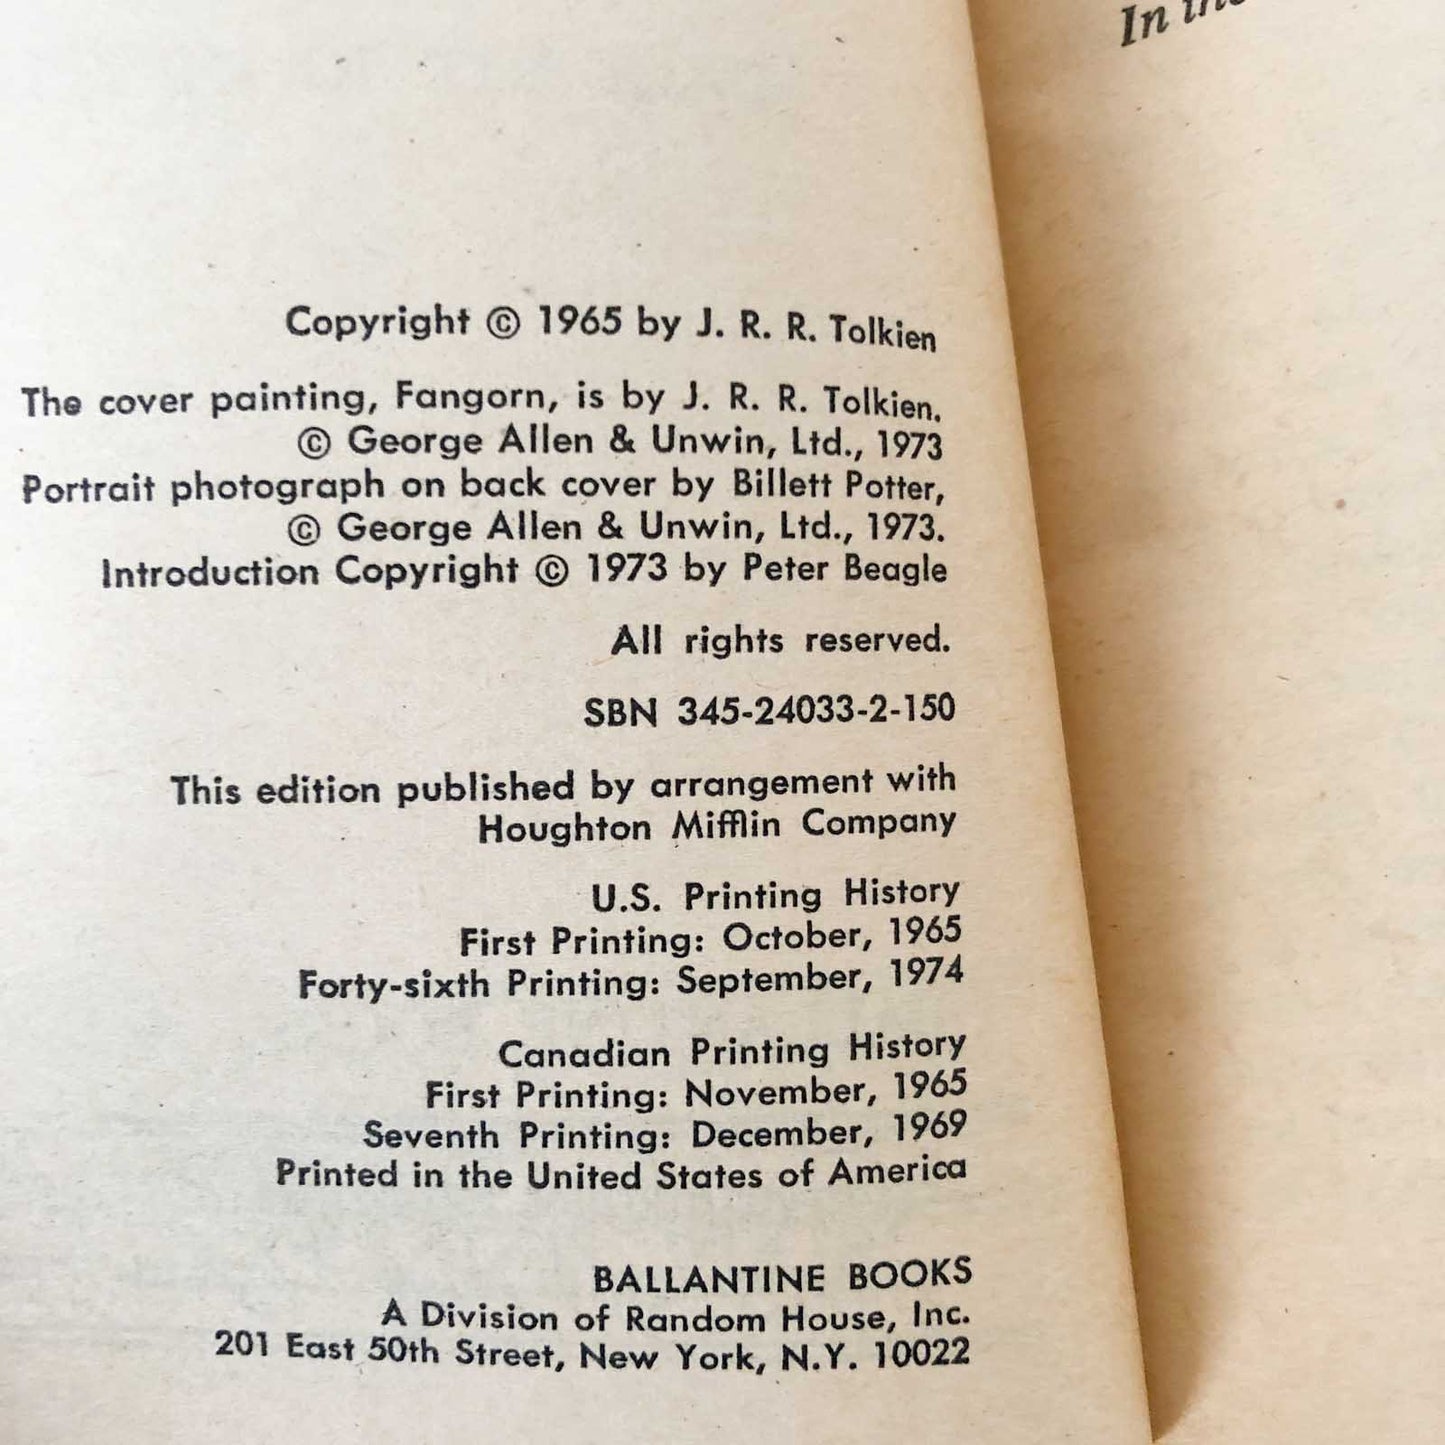 Copyright © 1965 by J. R. R. Tolkien
The cover painting, Fangorn, is by J. R. R. Tolkien.
© George Allen & Unwin, Ltd., 1973
Portrait photograph on back cover by Billett Potter,
© George Allen & Unwin, Ltd., 1973.
Introduction Copyright © 1973 by Peter Beagle
All rights reserved.
SBN 345-24033-2-150
This edition published by arrangement with
Houghton Mifflin Company
U.S. Printing History
First Printing: October, 1965
Forty-sixth Printing: September, 1974
Canadian Printing History
First Printing: November, 1965
Seventh Printing: December, 1969
Printed in the United States of America
BALLANTINE BOOKS
A Division of Random House, Inc.
201 East 50th Street, New York, N.Y. 10022
In